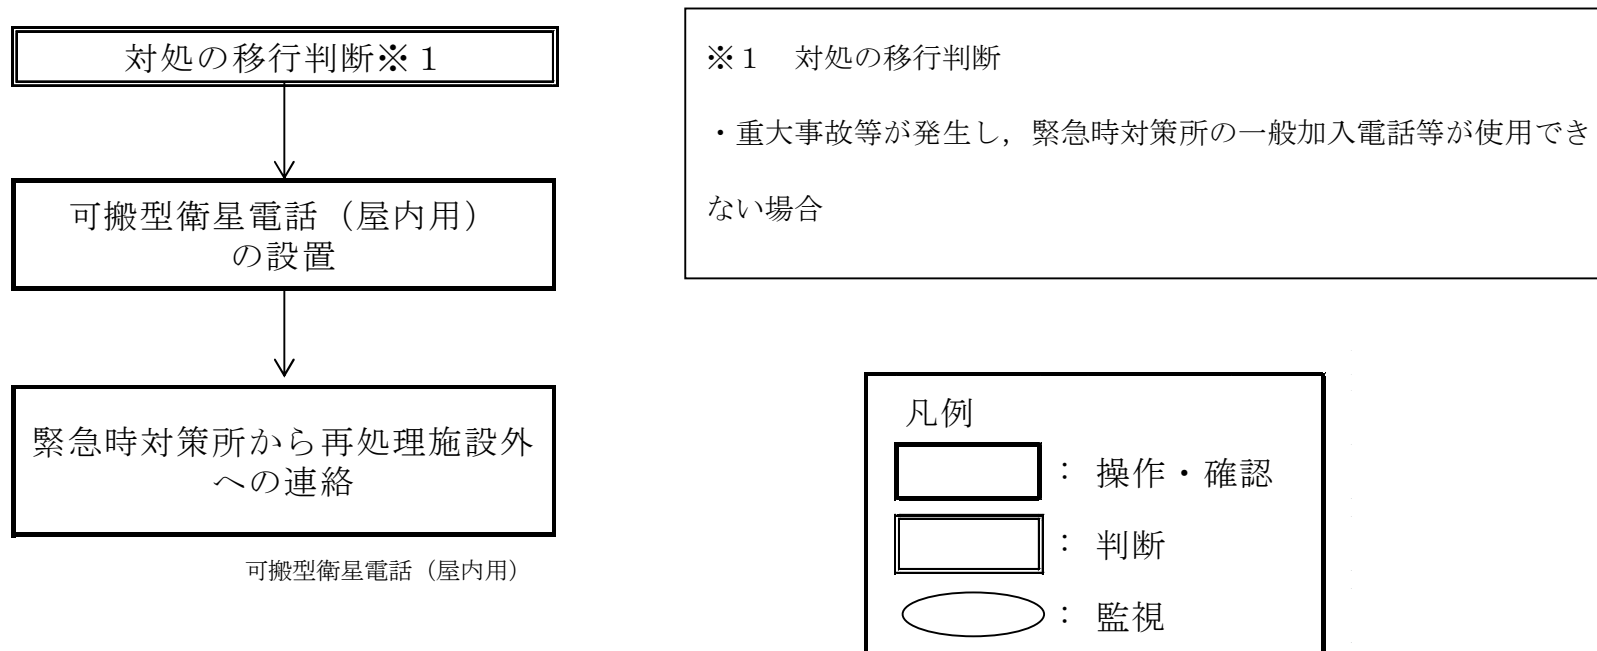 対処の移行判断※１
可搬型衛星電話（屋内用）
の設置
緊急時対策所から再処理施設外
への連絡
可搬型衛星電話（屋内用）
※１　対処の移行判断
・重大事故等が発生し，緊急時対策所の一般加入電話等が使用でき
ない場合
凡例
： 操作・確認
： 判断
： 監視